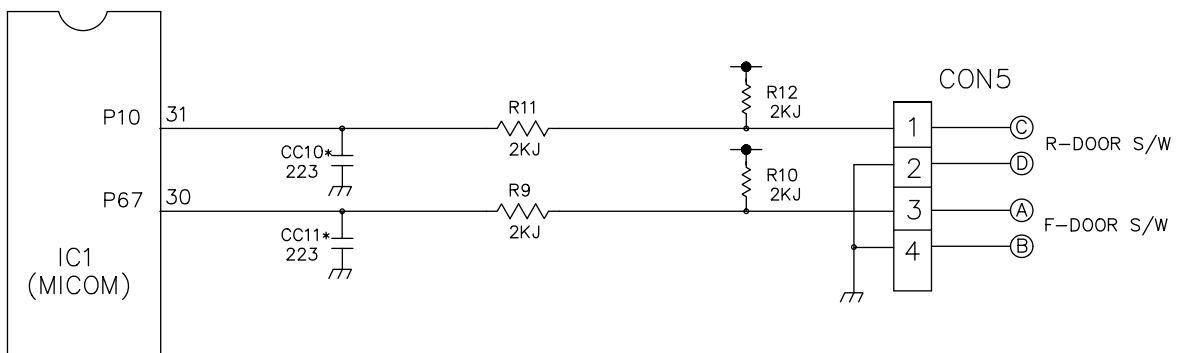 CON5
P10 31
R11
2KJ
R12
2KJ
CC10*
223
1
C
R-DOOR S/W
2
D
P67 30
R9
2KJ
R10
2KJ
CC11*
223
3
A
F-DOOR S/W
4
B
IC1
(MICOM)